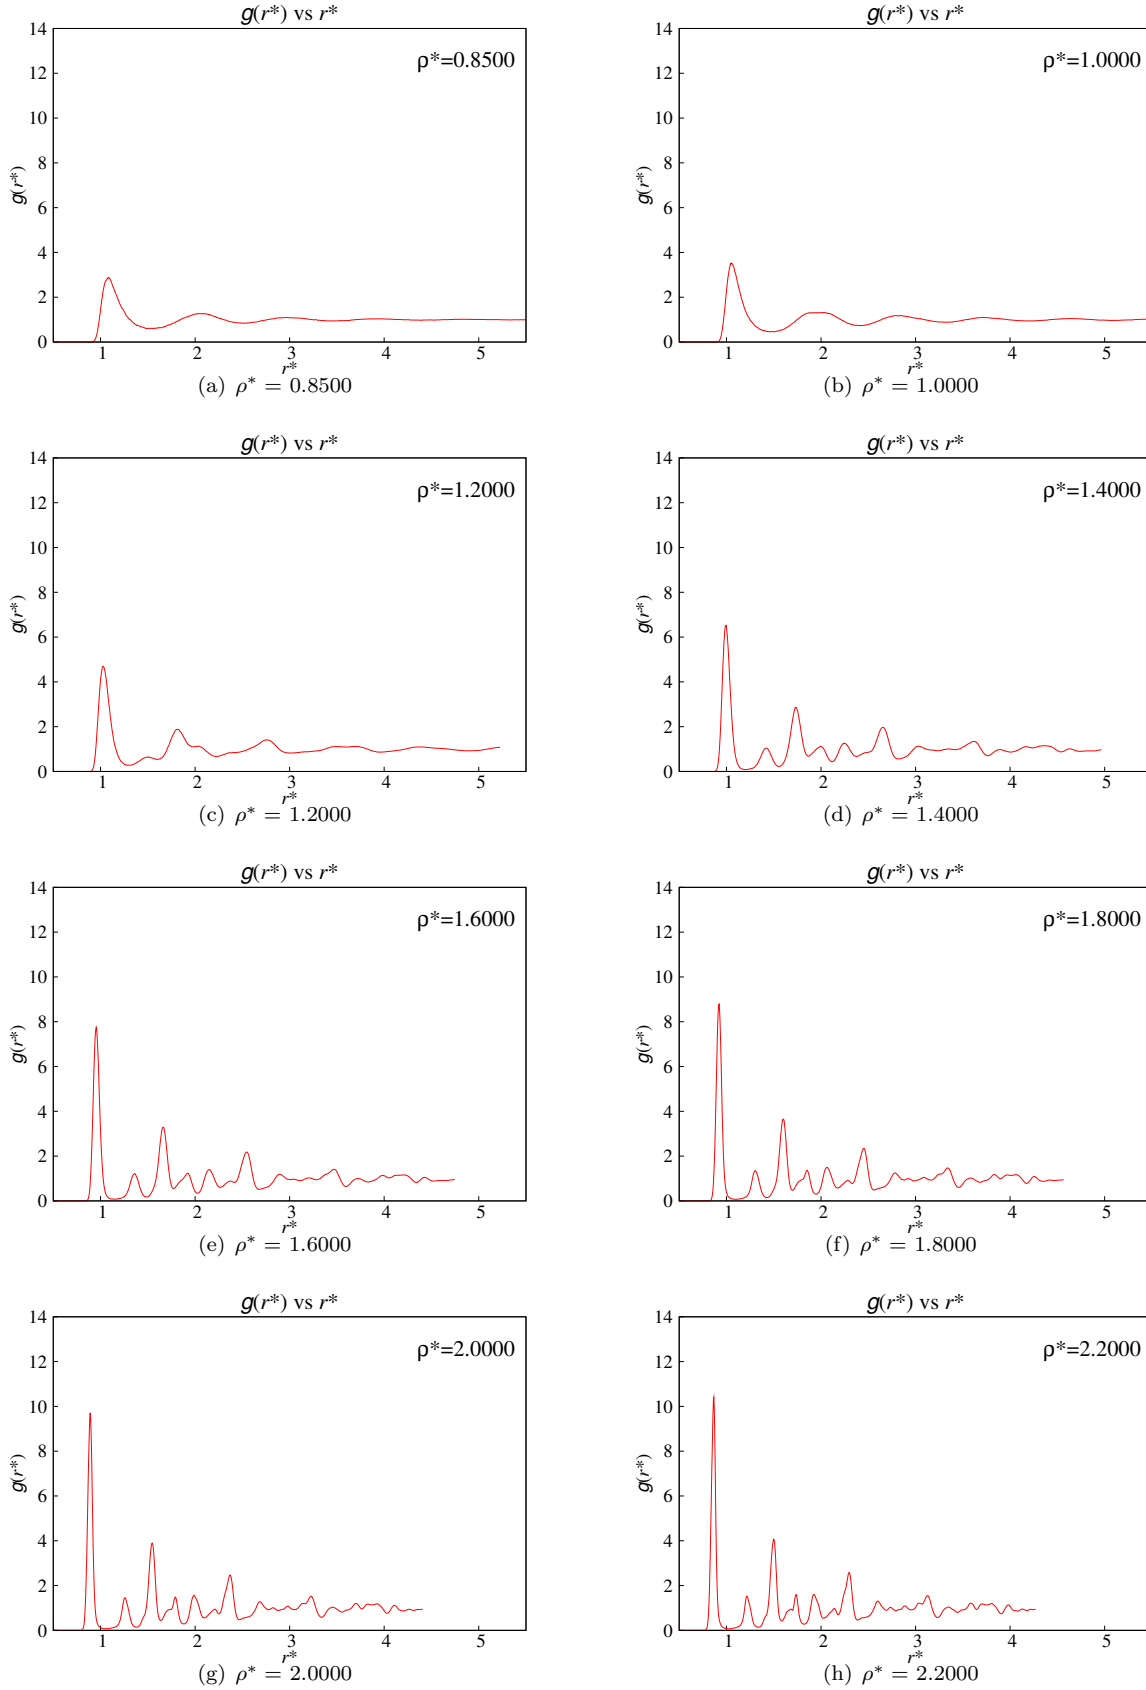 g(r*) vs r*
14
12
10
8
6
4
2
0
g(r*)
ρ*=0.8500
1 2 3 4 5
r*
(a) ρ* = 0.8500
g(r*) vs r*
14
12
10
8
6
4
2
0
g(r*)
ρ*=1.0000
1 2 3 4 5
r*
(b) ρ* = 1.0000
g(r*) vs r*
14
12
10
8
6
4
2
0
g(r*)
ρ*=1.2000
1 2 3 4 5
r*
(c) ρ* = 1.2000
g(r*) vs r*
14
12
10
8
6
4
2
0
g(r*)
ρ*=1.4000
1 2 3 4 5
r*
(d) ρ* = 1.4000
g(r*) vs r*
14
12
10
8
6
4
2
0
g(r*)
ρ*=1.6000
1 2 3 4 5
r*
(e) ρ* = 1.6000
g(r*) vs r*
14
12
10
8
6
4
2
0
g(r*)
ρ*=1.8000
1 2 3 4 5
r*
(f) ρ* = 1.8000
g(r*) vs r*
14
12
10
8
6
4
2
0
g(r*)
ρ*=2.0000
1 2 3 4 5
r*
(g) ρ* = 2.0000
g(r*) vs r*
14
12
10
8
6
4
2
0
g(r*)
ρ*=2.2000
1 2 3 4 5
r*
(h) ρ* = 2.2000